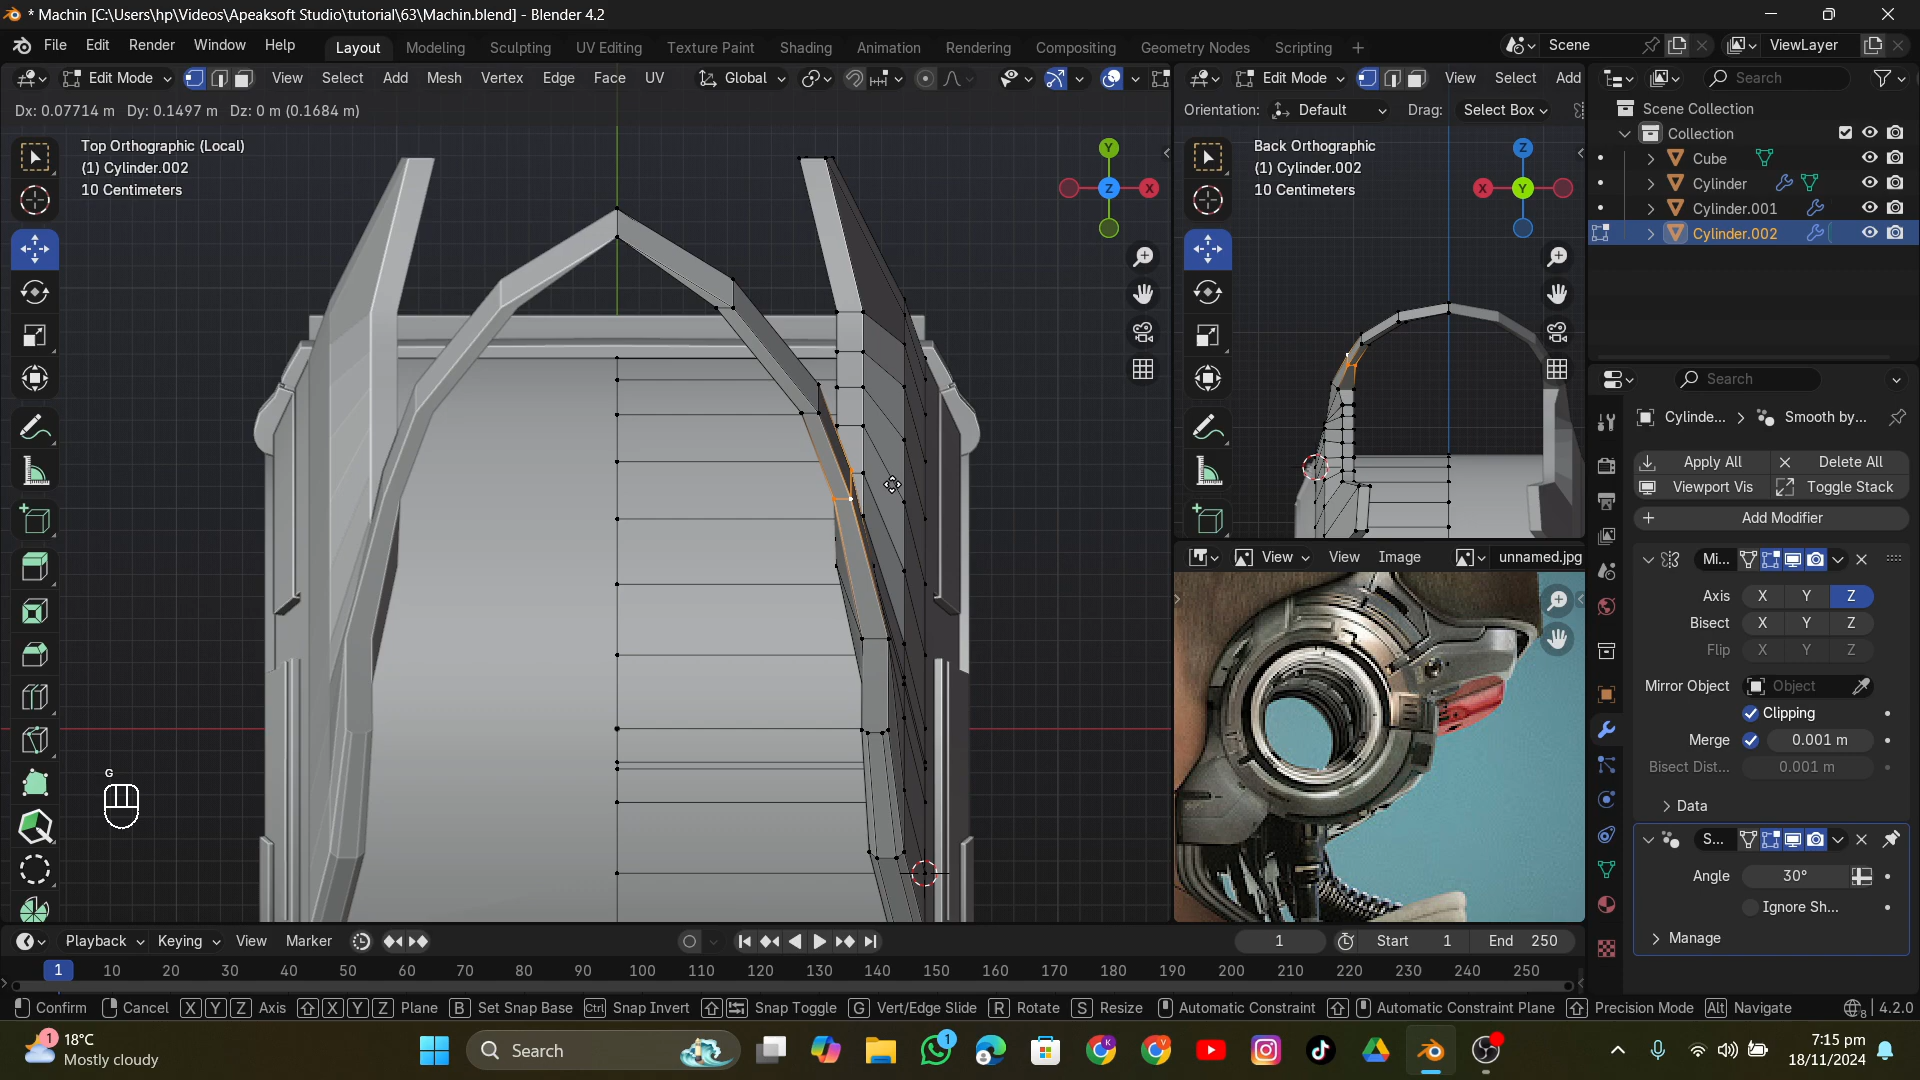 * Machin [C:\Users\hp\Videos\Apeaksoft Studio\tutorial\63\Machin.blend] - Blender 4.2
File Edit Render Window Help Layout Modeling Sculpting UV Editing Texture Paint Shading Animation Rendering Compositing Geometry Nodes Scripting + Scene ViewLayer
Edit Mode View Select Add Mesh Vertex Edge Face UV Global
Edit Mode View Select Add
Search
Dx: 0.07714 m Dy: 0.1497 m Dz: 0 m (0.1684 m)
Orientation: Default Drag: Select Box
Top Orthographic (Local)
(1) Cylinder.002
10 Centimeters
Y
X
Z
Back Orthographic
(1) Cylinder.002
10 Centimeters
Z
X
Y
Scene Collection
Collection
Cube
Cylinder
Cylinder.001
Cylinder.002
Search
Cylinde... > Smooth by...
Apply All Delete All
Viewport Vis Toggle Stack
Add Modifier
Mi...
Axis X Y Z
Bisect X Y Z
Flip X Y Z
Mirror Object Object
Clipping
Merge 0.001 m
Bisect Dist... 0.001 m
Data
S...
Angle 30°
Ignore Sh...
Manage
View View Image unnamed.jpg
G
Playback Keying View Marker 1 Start 1 End 250
1 10 20 30 40 50 60 70 80 90 100 110 120 130 140 150 160 170 180 190 200 210 220 230 240 250
Confirm Cancel X Y Z Axis X Y Z Plane B Set Snap Base Ctrl Snap Invert Snap Toggle G Vert/Edge Slide R Rotate S Resize Automatic Constraint Automatic Constraint Plane Precision Mode Alt Navigate 8 4.2.0
1
18°C
Mostly cloudy
Search
1
K
V
7:15 pm
18/11/2024